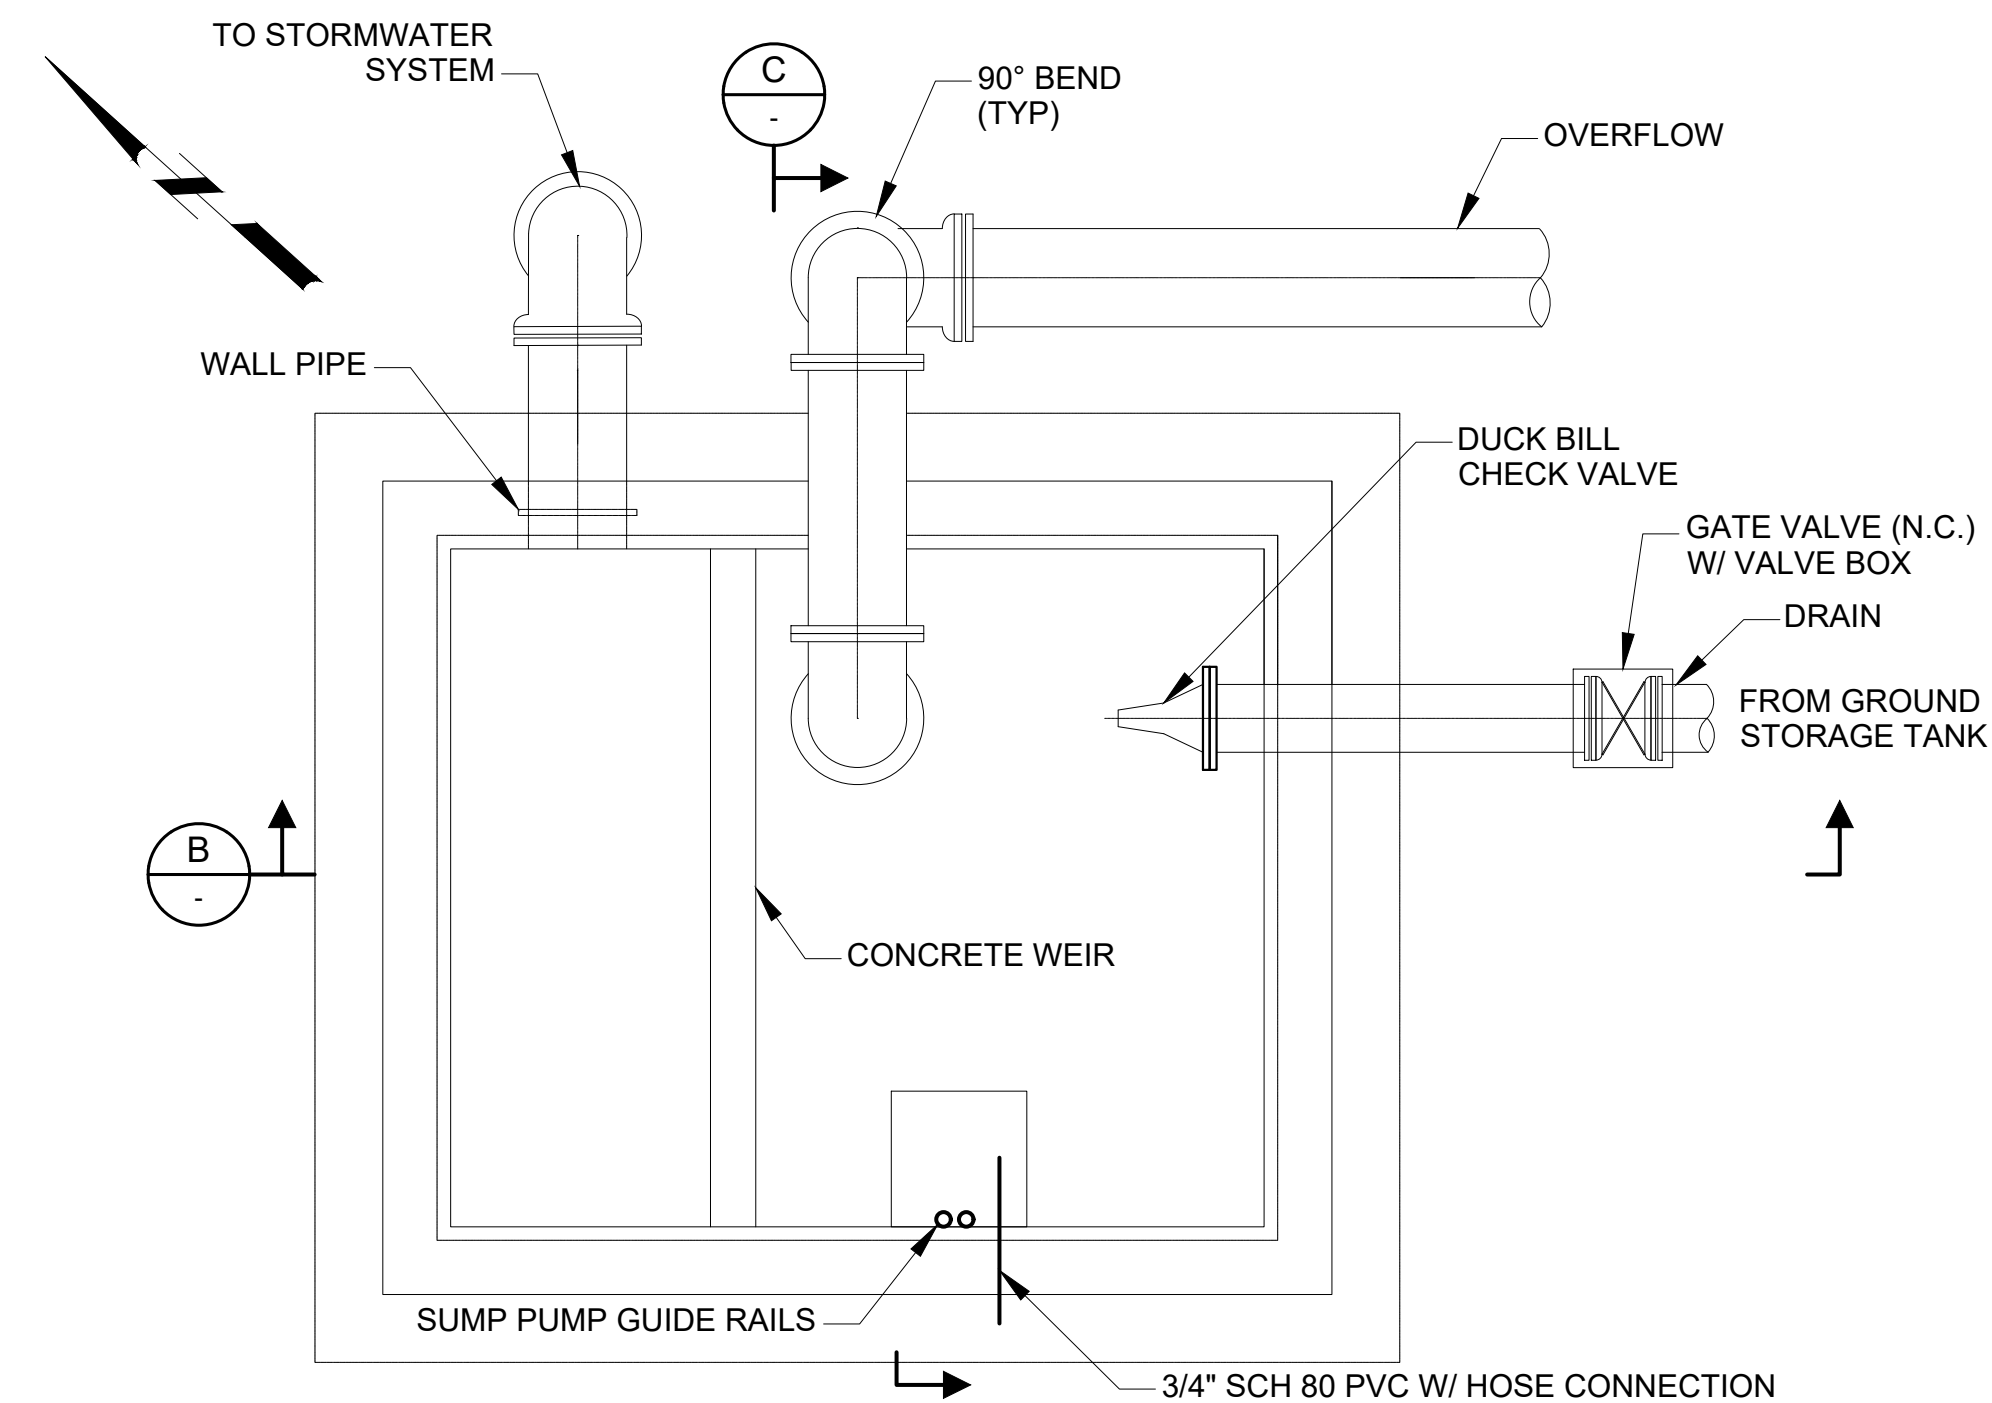 TO STORMWATER
SYSTEM
C
-
90° BEND
(TYP)
OVERFLOW
WALL PIPE
DUCK BILL
CHECK VALVE
GATE VALVE (N.C.)
W/ VALVE BOX
DRAIN
FROM GROUND
STORAGE TANK
B
-
CONCRETE WEIR
SUMP PUMP GUIDE RAILS
3/4" SCH 80 PVC W/ HOSE CONNECTION